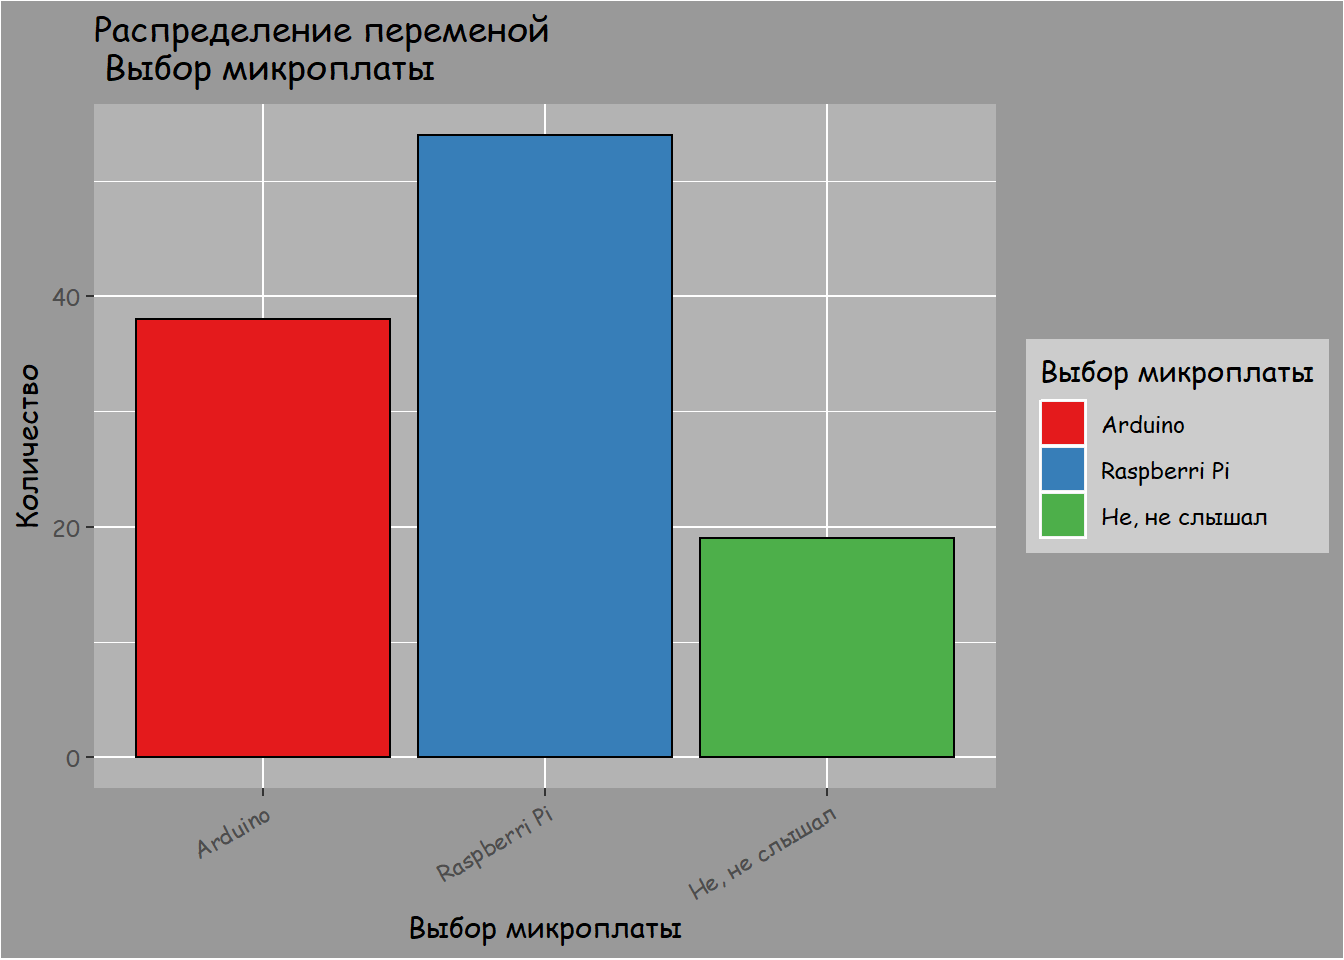 Распределение переменой
Выбор микроплаты
40
20
0
Количество
Arduino
Raspberri Pi
Не, не слышал
Выбор микроплаты
Выбор микроплаты
Arduino
Raspberri Pi
Не, не слышал